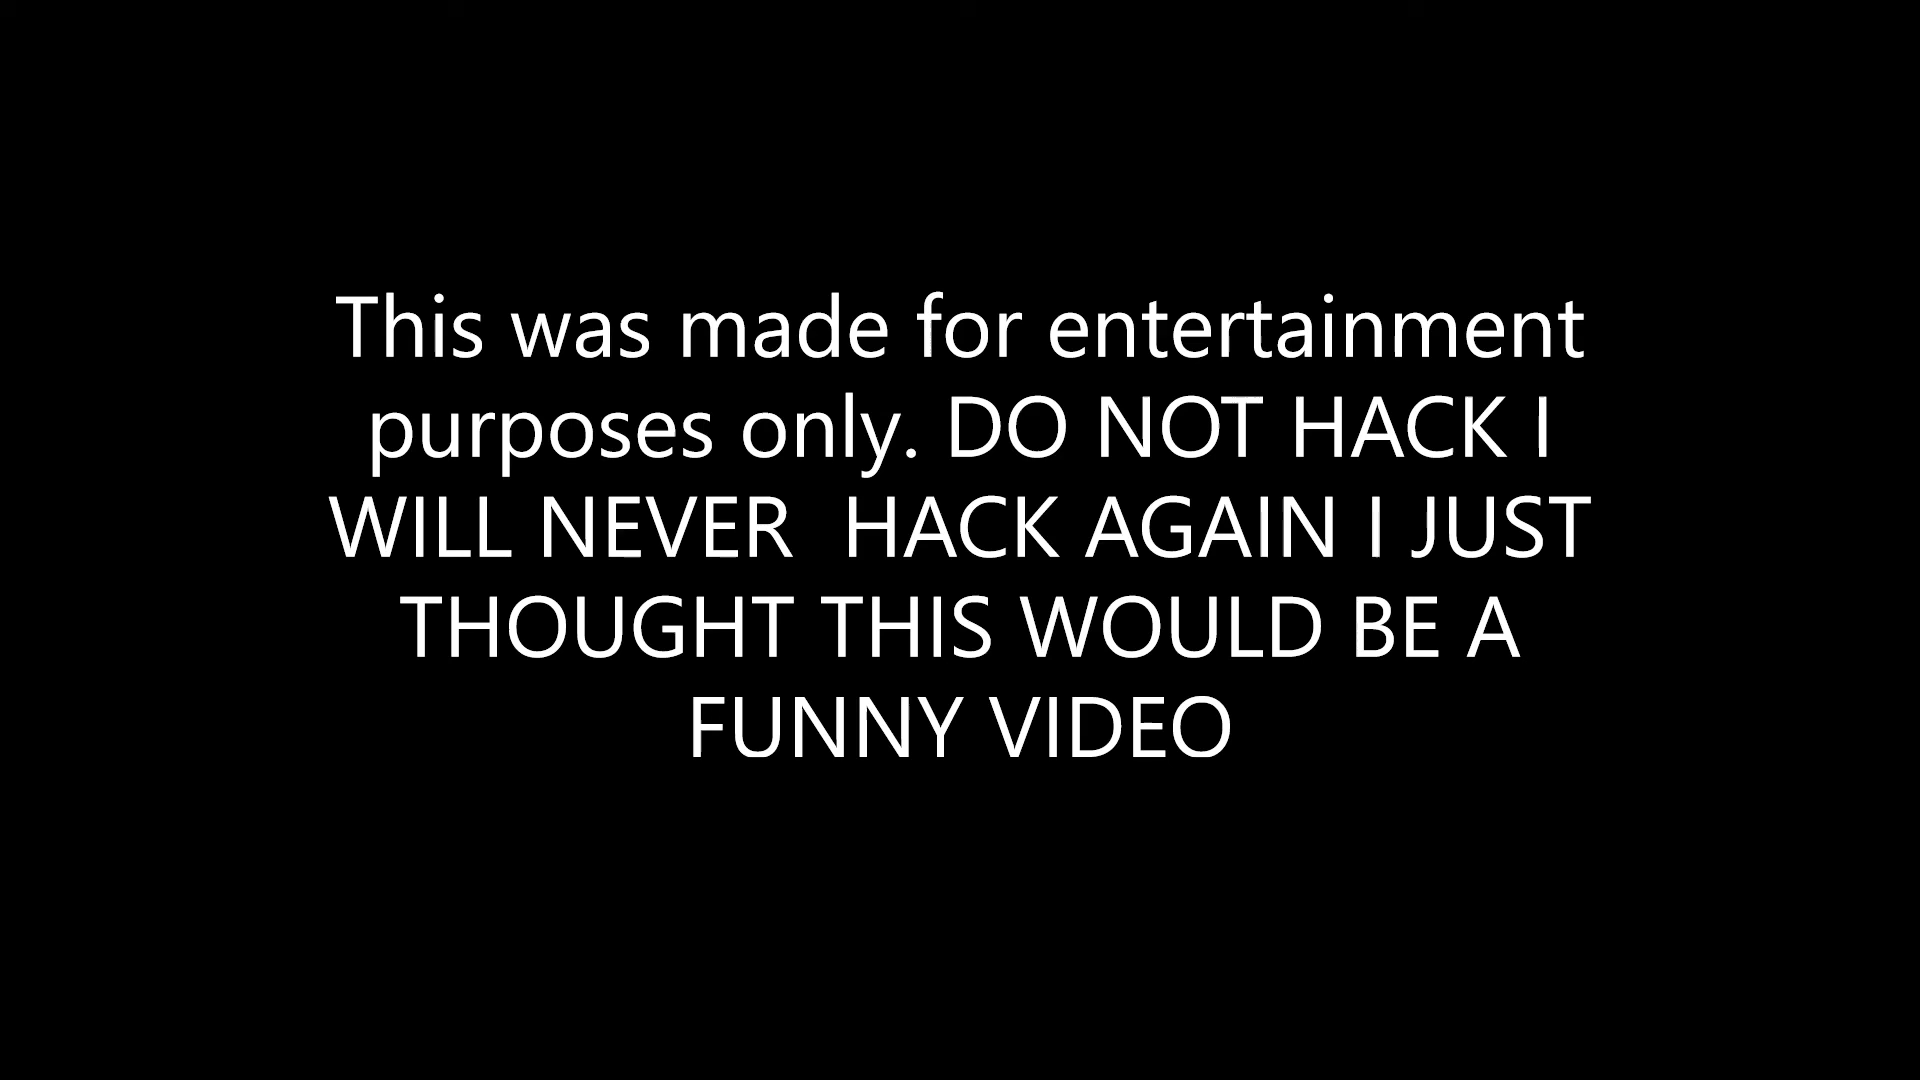 This was made for entertainment
purposes only. DO NOT HACK I
WILL NEVER  HACK AGAIN I JUST
THOUGHT THIS WOULD BE A
FUNNY VIDEO